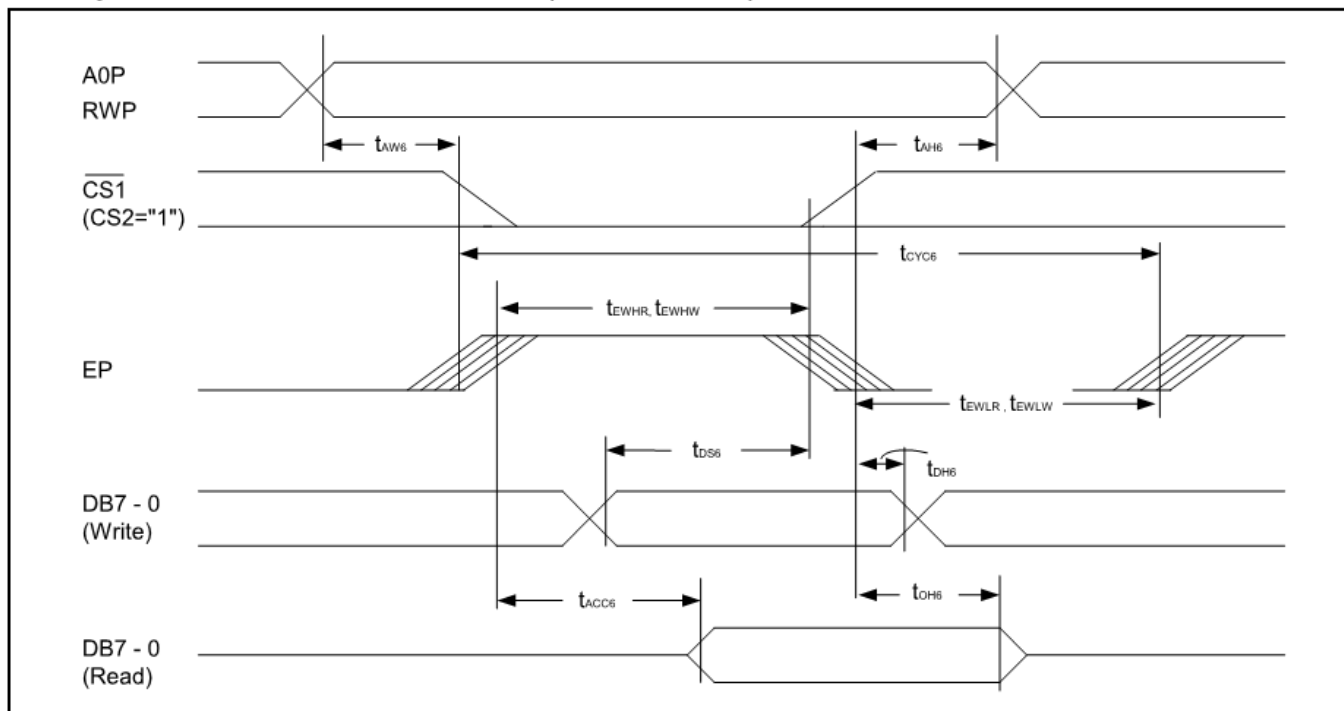 A0P
RWP
tAW6
tAH6
CS1
(CS2="1")
tCYC6
tEWHR, tEWHW
EP
tEWLR , tEWLW
tDS6
tDH6
DB7 - 0
(Write)
tACC6
tOH6
DB7 - 0
(Read)